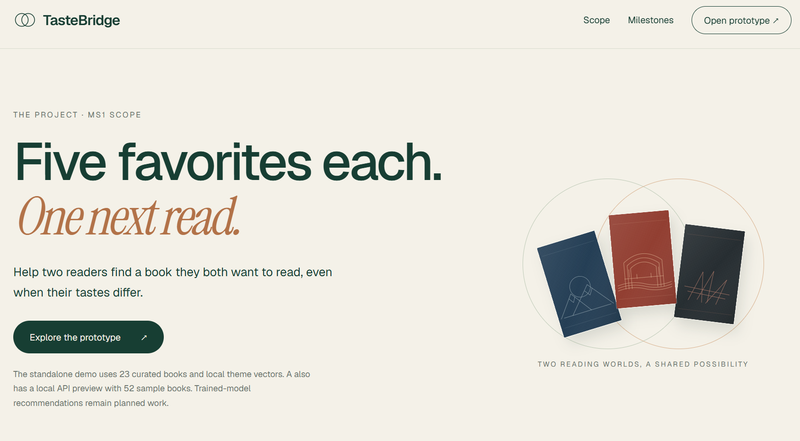 TasteBridge
Scope
Milestones
Open prototype ↗
THE PROJECT · MS1 SCOPE
Five favorites each.
One next read.
Help two readers find a book they both want to read, even
when their tastes differ.
Explore the prototype ↗
The standalone demo uses 23 curated books and local theme vectors. A also
has a local API preview with 52 sample books. Trained-model
recommendations remain planned work.
TWO READING WORLDS, A SHARED POSSIBILITY